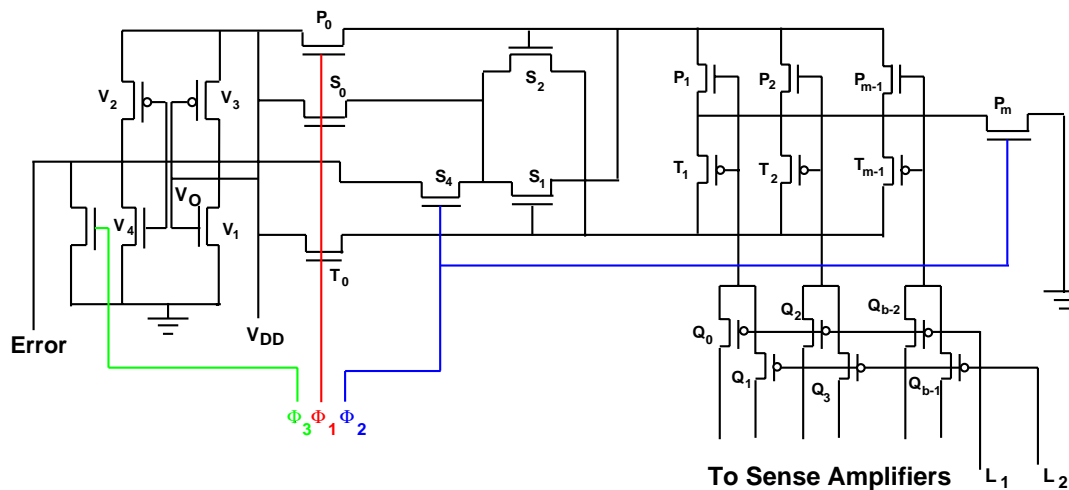 P0
S0
S2
V2
V3
P1
P2
Pm-1
Pm
S4
S1
T1
T2
Tm-1
VO
V4
V1
T0
VDD
Error
Q0
Q2
Qb-2
Q1
Q3
Qb-1
Φ3 Φ1 Φ2
To Sense Amplifiers
L1
L2